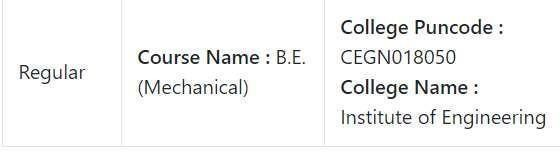 Regular
Course Name : B.E.
(Mechanical)
College Puncode :
CEGN018050
College Name :
Institute of Engineering